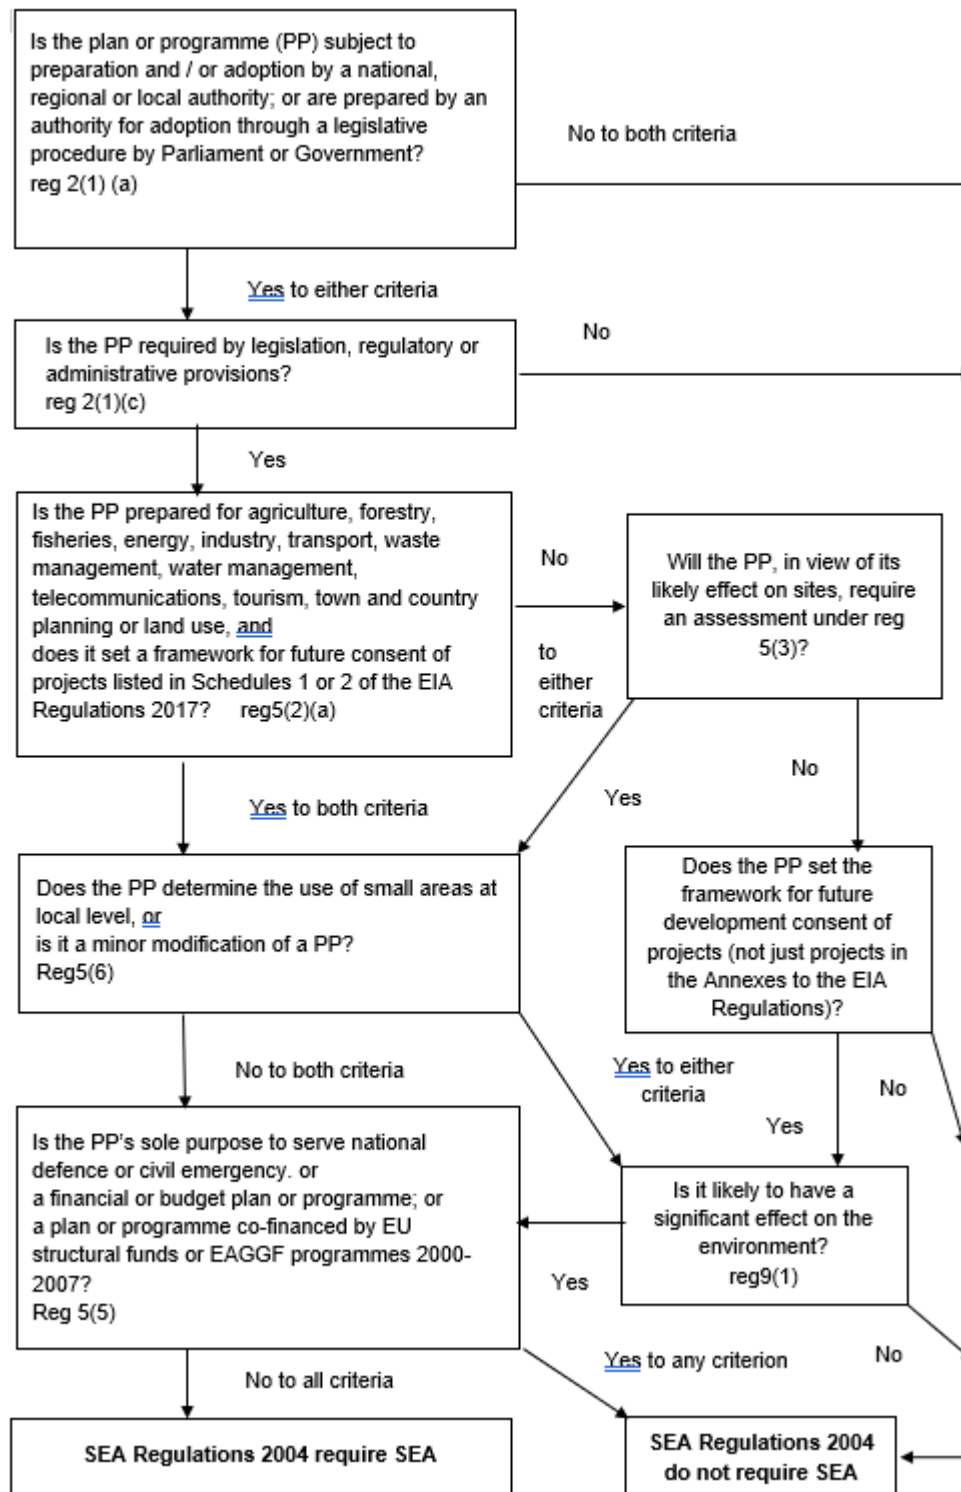 Is the plan or programme (PP) subject to
preparation and / or adoption by a national,
regional or local authority; or are prepared by an
authority for adoption through a legislative
procedure by Parliament or Government?
reg 2(1) (a)
No to both criteria
Yes to either criteria
Is the PP required by legislation, regulatory or
administrative provisions?
reg 2(1)(c)
No
Yes
Is the PP prepared for agriculture, forestry,
fisheries, energy, industry, transport, waste
management, water management,
telecommunications, tourism, town and country
planning or land use, and
does it set a framework for future consent of
projects listed in Schedules 1 or 2 of the EIA
Regulations 2017? reg5(2)(a)
No
to
either
criteria
Will the PP, in view of its
likely effect on sites, require
an assessment under reg
5(3)?
Yes to both criteria
Yes
No
Does the PP determine the use of small areas at
local level, or
is it a minor modification of a PP?
Reg5(6)
Does the PP set the
framework for future
development consent of
projects (not just projects in
the Annexes to the EIA
Regulations)?
No to both criteria
Yes to either
criteria
Yes
No
Is the PP's sole purpose to serve national
defence or civil emergency. or
a financial or budget plan or programme; or
a plan or programme co-financed by EU
structural funds or EAGGF programmes 2000-
2007?
Reg 5(5)
Is it likely to have a
significant effect on the
environment?
reg9(1)
Yes
No to all criteria
Yes to any criterion
No
SEA Regulations 2004 require SEA
SEA Regulations 2004
do not require SEA